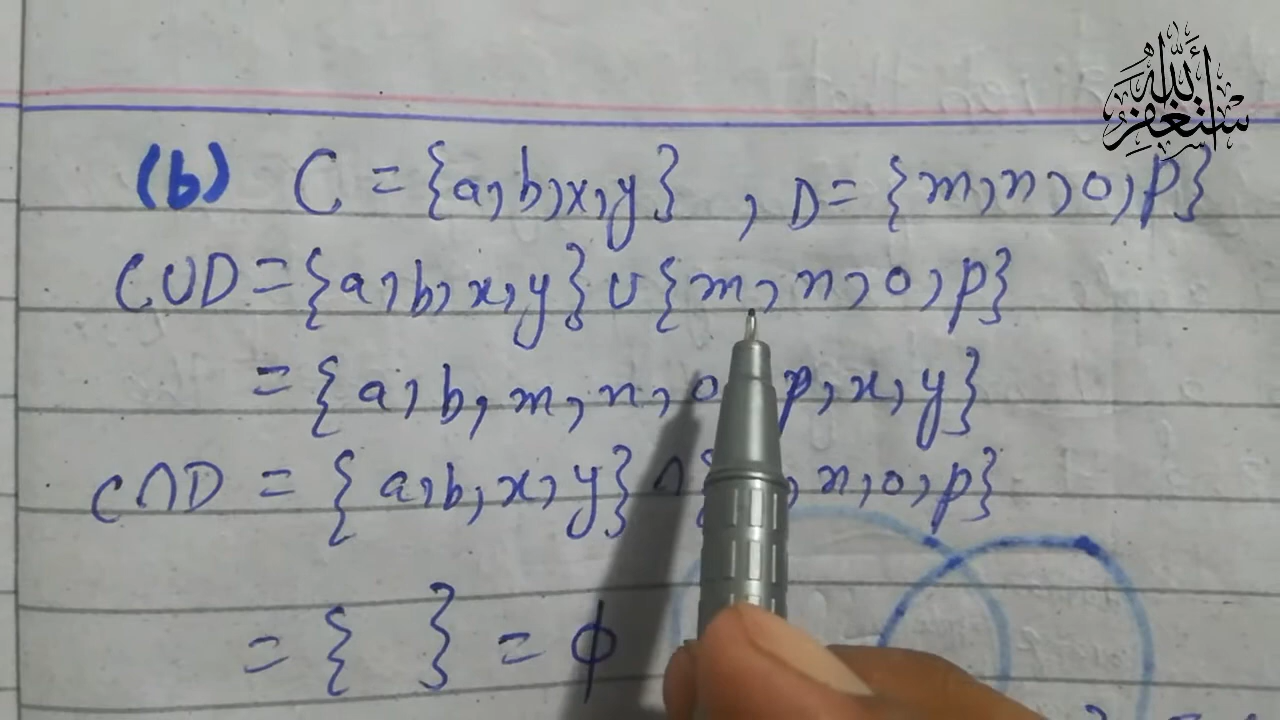 استغفر الله
(b) C = {a, b, x, y} , D = {m, n, o, p}
C∪D = {a, b, x, y} ∪ {m, n, o, p}
= {a, b, m, n, o, p, x, y}
C∩D = {a, b, x, y} ∩ { , n, o, p}
= { } = ϕ